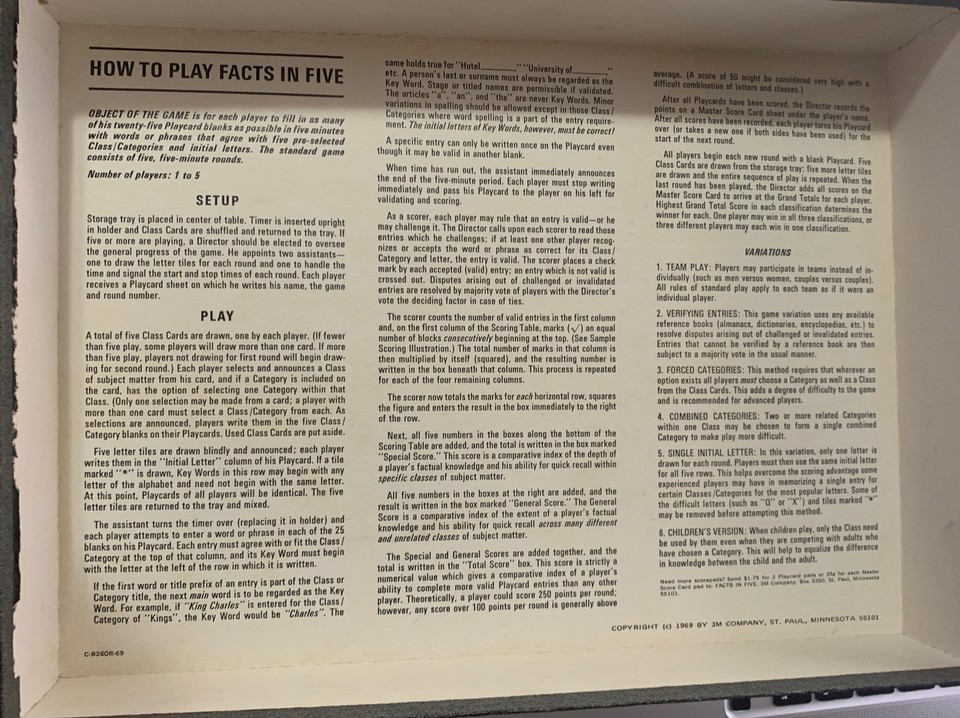 HOW TO PLAY FACTS IN FIVE
OBJECT OF THE GAME is for each player to fill in as many
of his twenty-five Playcard blanks as possible in five minutes
with words or phrases that agree with five pre-selected
Class/Categories and initial letters. The standard game
consists of five, five-minute rounds.
Number of players: 1 to 5
SETUP
Storage tray is placed in center of table. Timer is inserted upright
in holder and Class Cards are shuffled and returned to the tray. If
five or more are playing, a Director should be elected to oversee
the general progress of the game. He appoints two assistants—
one to draw the letter tiles for each round and one to handle the
time and signal the start and stop times of each round. Each player
receives a Playcard sheet on which he writes his name, the game
and round number.
PLAY
A total of five Class Cards are drawn, one by each player. (If fewer
than five play, some players will draw more than one card. If more
than five play, players not drawing for first round will begin draw-
ing for second round.) Each player selects and announces a Class
of subject matter from his card, and if a Category is included on
the card, has the option of selecting one Category within that
Class. (Only one selection may be made from a card; a player with
more than one card must select a Class/Category from each. As
selections are announced, players write them in the five Class/
Category blanks on their Playcards. Used Class Cards are put aside.
Five letter tiles are drawn blindly and announced; each player
writes them in the "Initial Letter" column of his Playcard. If a tile
marked "*" is drawn, Key Words in this row may begin with any
letter of the alphabet and need not begin with the same letter.
At this point, Playcards of all players will be identical. The five
letter tiles are returned to the tray and mixed.
The assistant turns the timer over (replacing it in holder) and
each player attempts to enter a word or phrase in each of the 25
blanks on his Playcard. Each entry must agree with or fit the Class/
Category at the top of that column, and its Key Word must begin
with the letter at the left of the row in which it is written.
If the first word or title prefix of an entry is part of the Class or
Category title, the next main word is to be regarded as the Key
Word. For example, if "King Charles" is entered for the Class/
Category of "Kings", the Key Word would be "Charles". The
C-B260R-69
same holds true for "Hotel________" "University of________"
etc. A person's last or surname must always be regarded as the
Key Word. Stage or titled names are permissible if validated.
The articles "a", "an", and "the" are never Key Words. Minor
variations in spelling should be allowed except in those Class/
Categories where word spelling is a part of the entry require-
ment. The initial letters of Key Words, however, must be correct!
A specific entry can only be written once on the Playcard even
though it may be valid in another blank.
When time has run out, the assistant immediately announces
the end of the five-minute period. Each player must stop writing
immediately and pass his Playcard to the player on his left for
validating and scoring.
As a scorer, each player may rule that an entry is valid—or he
may challenge it. The Director calls upon each scorer to read those
entries which he challenges; if at least one other player recog-
nizes or accepts the word or phrase as correct for its Class/
Category and letter, the entry is valid. The scorer places a check
mark by each accepted (valid) entry; an entry which is not valid is
crossed out. Disputes arising out of challenged or invalidated
entries are resolved by majority vote of players with the Director's
vote the deciding factor in case of ties.
The scorer counts the number of valid entries in the first column
and, on the first column of the Scoring Table, marks (√) an equal
number of blocks consecutively beginning at the top. (See Sample
Scoring Illustration.) The total number of marks in that column is
then multiplied by itself (squared), and the resulting number is
written in the box beneath that column. This process is repeated
for each of the four remaining columns.
The scorer now totals the marks for each horizontal row, squares
the figure and enters the result in the box immediately to the right
of the row.
Next, all five numbers in the boxes along the bottom of the
Scoring Table are added, and the total is written in the box marked
"Special Score." This score is a comparative index of the depth of
a player's factual knowledge and his ability for quick recall within
specific classes of subject matter.
All five numbers in the boxes at the right are added, and the
result is written in the box marked "General Score." The General
Score is a comparative index of the extent of a player's factual
knowledge and his ability for quick recall across many different
and unrelated classes of subject matter.
The Special and General Scores are added together, and the
total is written in the "Total Score" box. This score is strictly a
numerical value which gives a comparative index of a player's
ability to complete more valid Playcard Entries than any other
player. Theoretically, a player could score 250 points per round;
however, any score over 100 points per round is generally above
average. (A score of 50 might be considered very high with a
difficult combination of letters and classes.)
After all Playcards have been scored, the Director records the
points on a Master Score Card sheet under the player's name.
After all scores have been recorded, each player turns his Playcard
over (or takes a new one if both sides have been used) for the
start of the next round.
All players begin each new round with a blank Playcard. Five
Class Cards are drawn from the storage tray; five more letter tiles
are drawn and the entire sequence of play is repeated. When the
last round has been played, the Director adds all scores on the
Master Score Card to arrive at the Grand Totals for each player.
Highest Grand Total Score in each classification determines the
winner for each. One player may win in all three classifications, or
three different players may each win in one classification.
VARIATIONS
1. TEAM PLAY: Players may participate in teams instead of in-
dividually (such as men versus women, couples versus couples).
All rules of standard play apply to each team as if it were an
individual player.
2. VERIFYING ENTRIES: This game variation uses any available
reference books (almanacs, dictionaries, encyclopedias, etc.) to
resolve disputes arising out of challenged or invalidated entries.
Entries that cannot be verified by a reference book are then
subject to a majority vote in the usual manner.
3. FORCED CATEGORIES: This method requires that wherever an
option exists all players must choose a Category as well as a Class
from the Class Cards. This adds a degree of difficulty to the game
and is recommended for advanced players.
4. COMBINED CATEGORIES: Two or more related Categories
within one Class may be chosen to form a single combined
Category to make play more difficult.
5. SINGLE INITIAL LETTER: In this variation, only one letter is
drawn for each round. Players must then use the same initial letter
for all five rows. This helps overcome the scoring advantage some
experienced players may have in memorizing a single entry for
certain Classes/Categories for the most popular letters. Some of
the difficult letters (such as "Q" or "X") and tiles marked "*"
may be removed before attempting this method.
6. CHILDREN'S VERSION: When children play, only the Class need
be used by them even when they are competing with adults who
have chosen a Category. This will help to equalize the difference
in knowledge between the child and the adult.
Need more scorepads? Send $1.75 for 2 Playcard pads or 25¢ for each Master
Score Card pad to: FACTS IN FIVE, 3M Company, Box 3350, St. Paul, Minnesota
55101.
COPYRIGHT (c) 1969 BY 3M COMPANY, ST. PAUL, MINNESOTA 55101